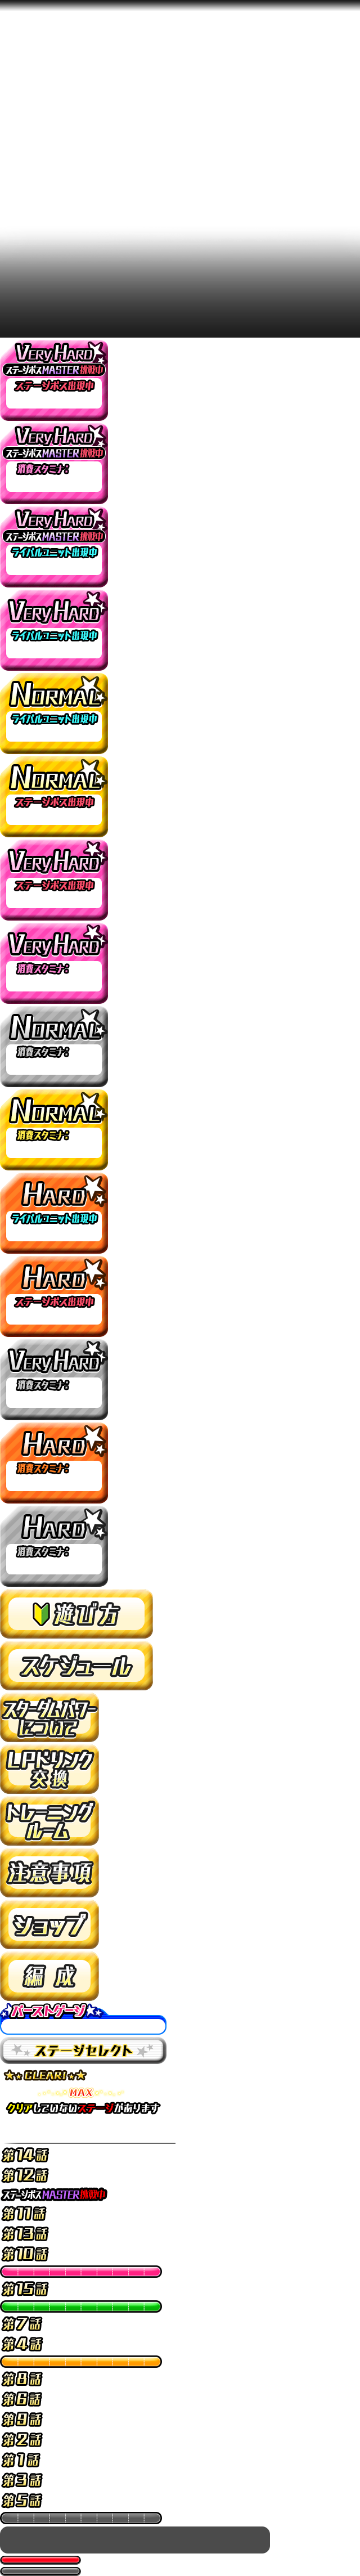 VERY HARD
ステージボスMASTER挑戦中
ステージボス出現中
VERY HARD
ステージボスMASTER挑戦中
消費スタミナ:
VERY HARD
ステージボスMASTER挑戦中
ライバルユニット出現中
VERY HARD
ライバルユニット出現中
NORMAL
ライバルユニット出現中
NORMAL
ステージボス出現中
VERY HARD
ステージボス出現中
VERY HARD
消費スタミナ:
NORMAL
消費スタミナ:
NORMAL
消費スタミナ:
HARD
ライバルユニット出現中
HARD
ステージボス出現中
VERY HARD
消費スタミナ:
HARD
消費スタミナ:
HARD
消費スタミナ:
遊び方
スケジュール
スターダムパワー
について
LPドリンク
交換
トレーニング
ルーム
注意事項
ショップ
編成
バーストゲージ
ステージセレクト
CLEAR!
MAX
クリアしていないステージがあります
第14話
第12話
ステージボスMASTER挑戦中
第11話
第13話
第10話
第15話
第7話
第4話
第8話
第6話
第9話
第2話
第1話
第3話
第5話